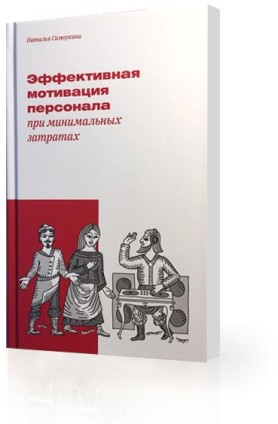 Наталья Самоукина
Эффективная
мотивация
персонала
при минимальных
затратах